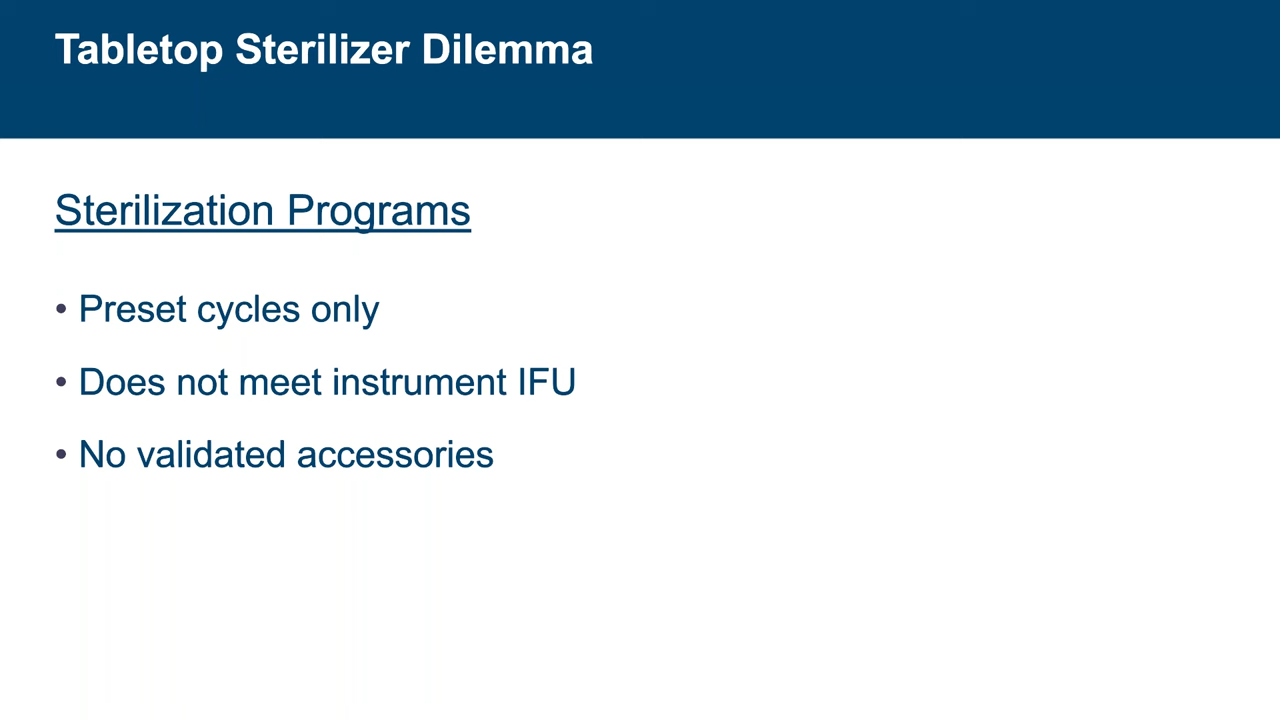 Tabletop Sterilizer Dilemma
Sterilization Programs
• Preset cycles only
• Does not meet instrument IFU
• No validated accessories